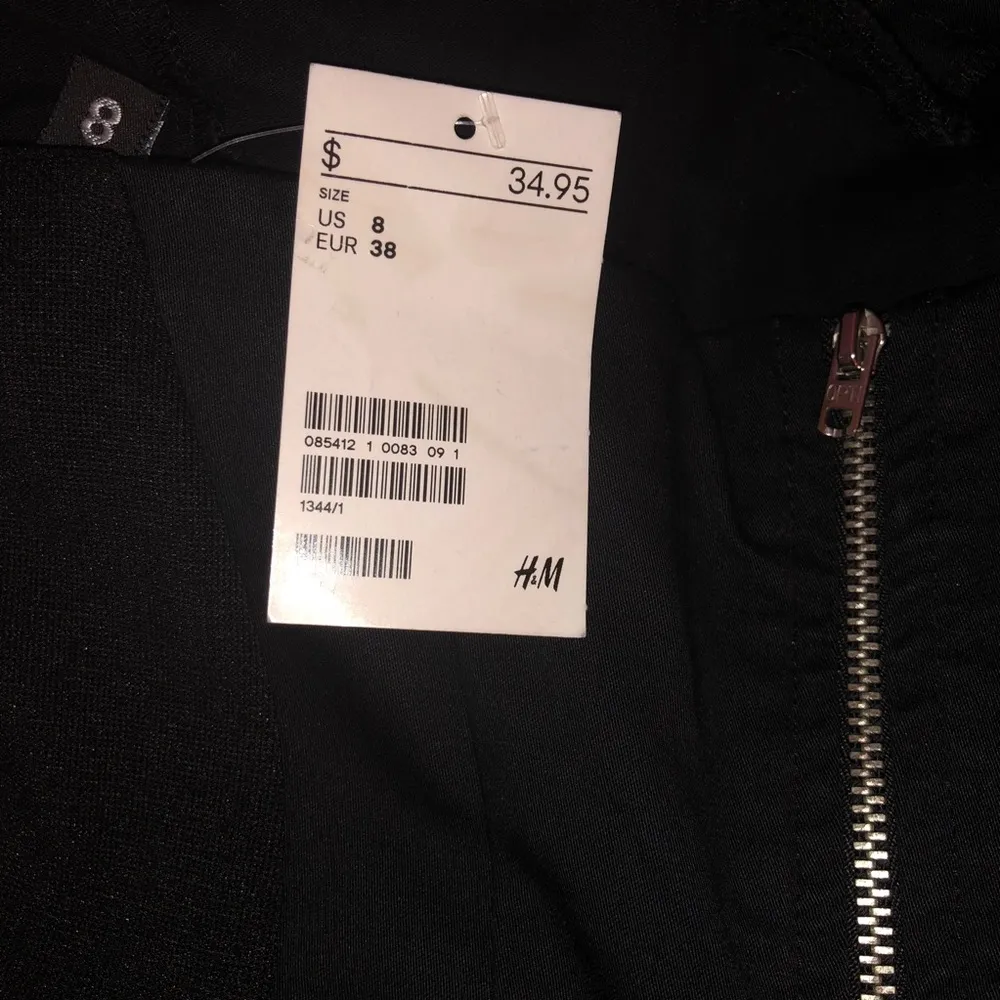 8
$ 34.95
SIZE
US 8
EUR 38
085412 1 0083 09 1
1344/1
H&M